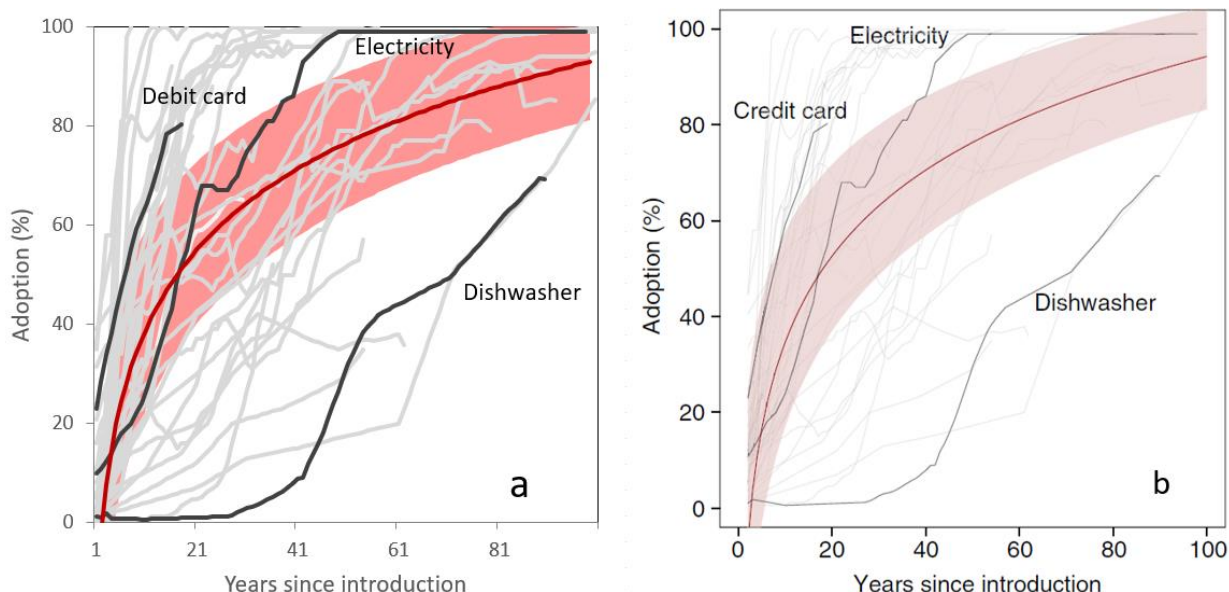 100
80
60
40
20
0
Adoption (%)
Electricity
Debit card
Dishwasher
a
1 21 41 61 81
Years since introduction
100
80
60
40
20
0
Adoption (%)
Electricity
Credit card
Dishwasher
b
0 20 40 60 80 100
Years since introduction